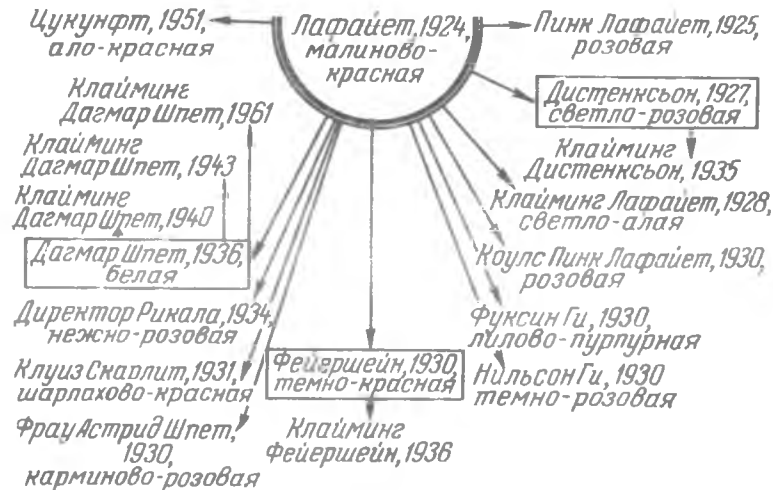 Цукунфт, 1951,
ало-красная
Лафайет, 1924,
малиново-
красная
Пинк Лафайет, 1925,
розовая
Клайминг
Дагмар Шпет, 1961
Клайминг
Дагмар Шпет, 1943
Клайминг
Дагмар Шпет, 1940
Дагмар Шпет, 1936,
белая
Директор Рикала, 1934,
нежно-розовая
Клуиз Скарлит, 1931,
шарлахово-красная
Фрау Астрид Шпет,
1930,
карминово-розовая
Фейершейн, 1930,
темно-красная
Клайминг
Фейершейн, 1936
Дистенксьон, 1927,
светло-розовая
Клайминг
Дистенксьон, 1935
Клайминг Лафайет, 1928,
светло-алая
Коулс Пинк Лафайет, 1930,
розовая
Фуксин Ги, 1930,
лилово-пурпурная
Нильсон Ги, 1930
темно-розовая